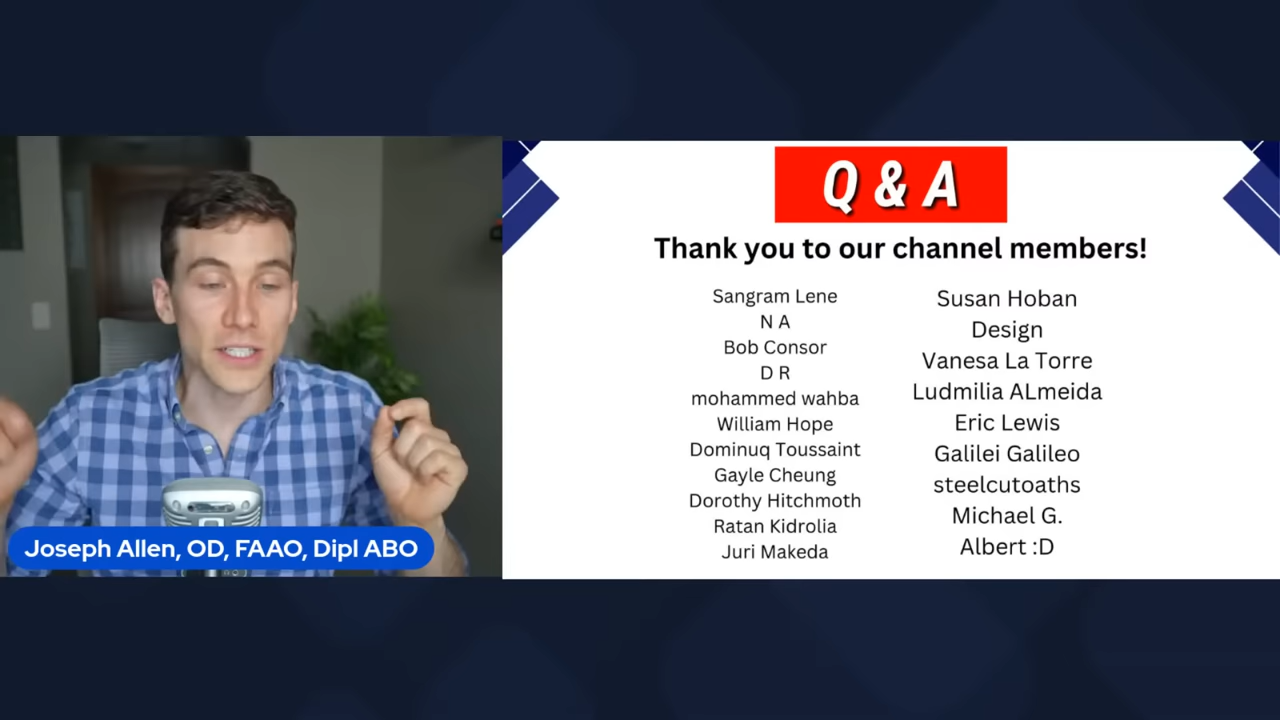 Q & A
Thank you to our channel members!
Sangram Lene
N A
Bob Consor
D R
mohammed wahba
William Hope
Dominuq Toussaint
Gayle Cheung
Dorothy Hitchmoth
Ratan Kidrolia
Juri Makeda
Susan Hoban
Design
Vanesa La Torre
Ludmilia ALmeida
Eric Lewis
Galilei Galileo
steelcutoaths
Michael G.
Albert :D
Joseph Allen, OD, FAAO, Dipl ABO